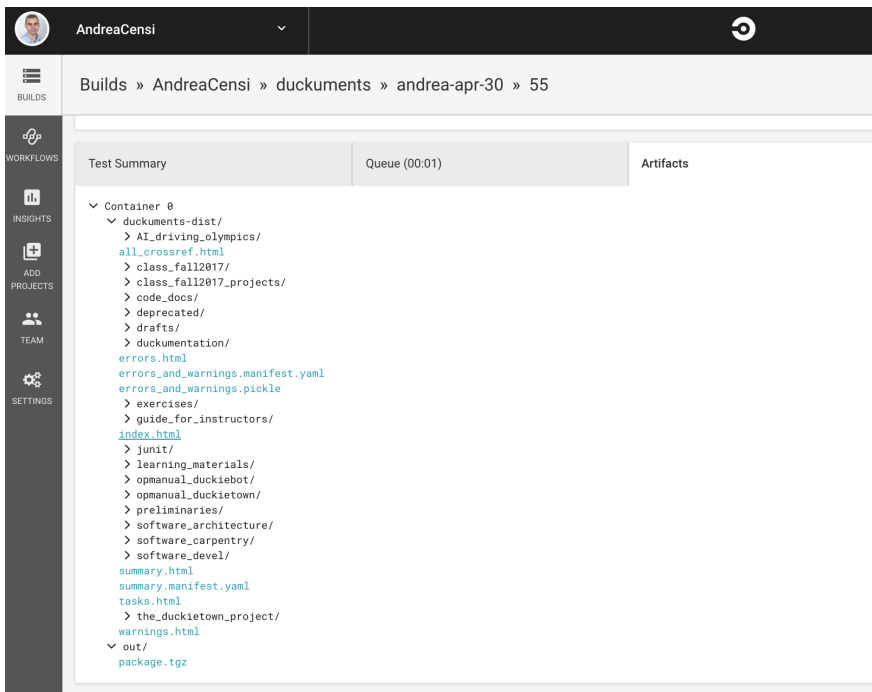 AndreaCensi
BUILDS
Builds » AndreaCensi » duckuments » andrea-apr-30 » 55
WORKFLOWS
INSIGHTS
ADD
PROJECTS
TEAM
SETTINGS
Test Summary
Queue (00:01)
Artifacts
Container 0
duckuments-dist/
AI_driving_olympics/
all_crossref.html
class_fall2017/
class_fall2017_projects/
code_docs/
deprecated/
drafts/
duckumentation/
errors.html
errors_and_warnings.manifest.yaml
errors_and_warnings.pickle
exercises/
guide_for_instructors/
index.html
junit/
learning_materials/
opmanual_duckiebot/
opmanual_duckietown/
preliminaries/
software_architecture/
software_carpentry/
software_devel/
summary.html
summary.manifest.yaml
tasks.html
the_duckietown_project/
warnings.html
out/
package.tgz